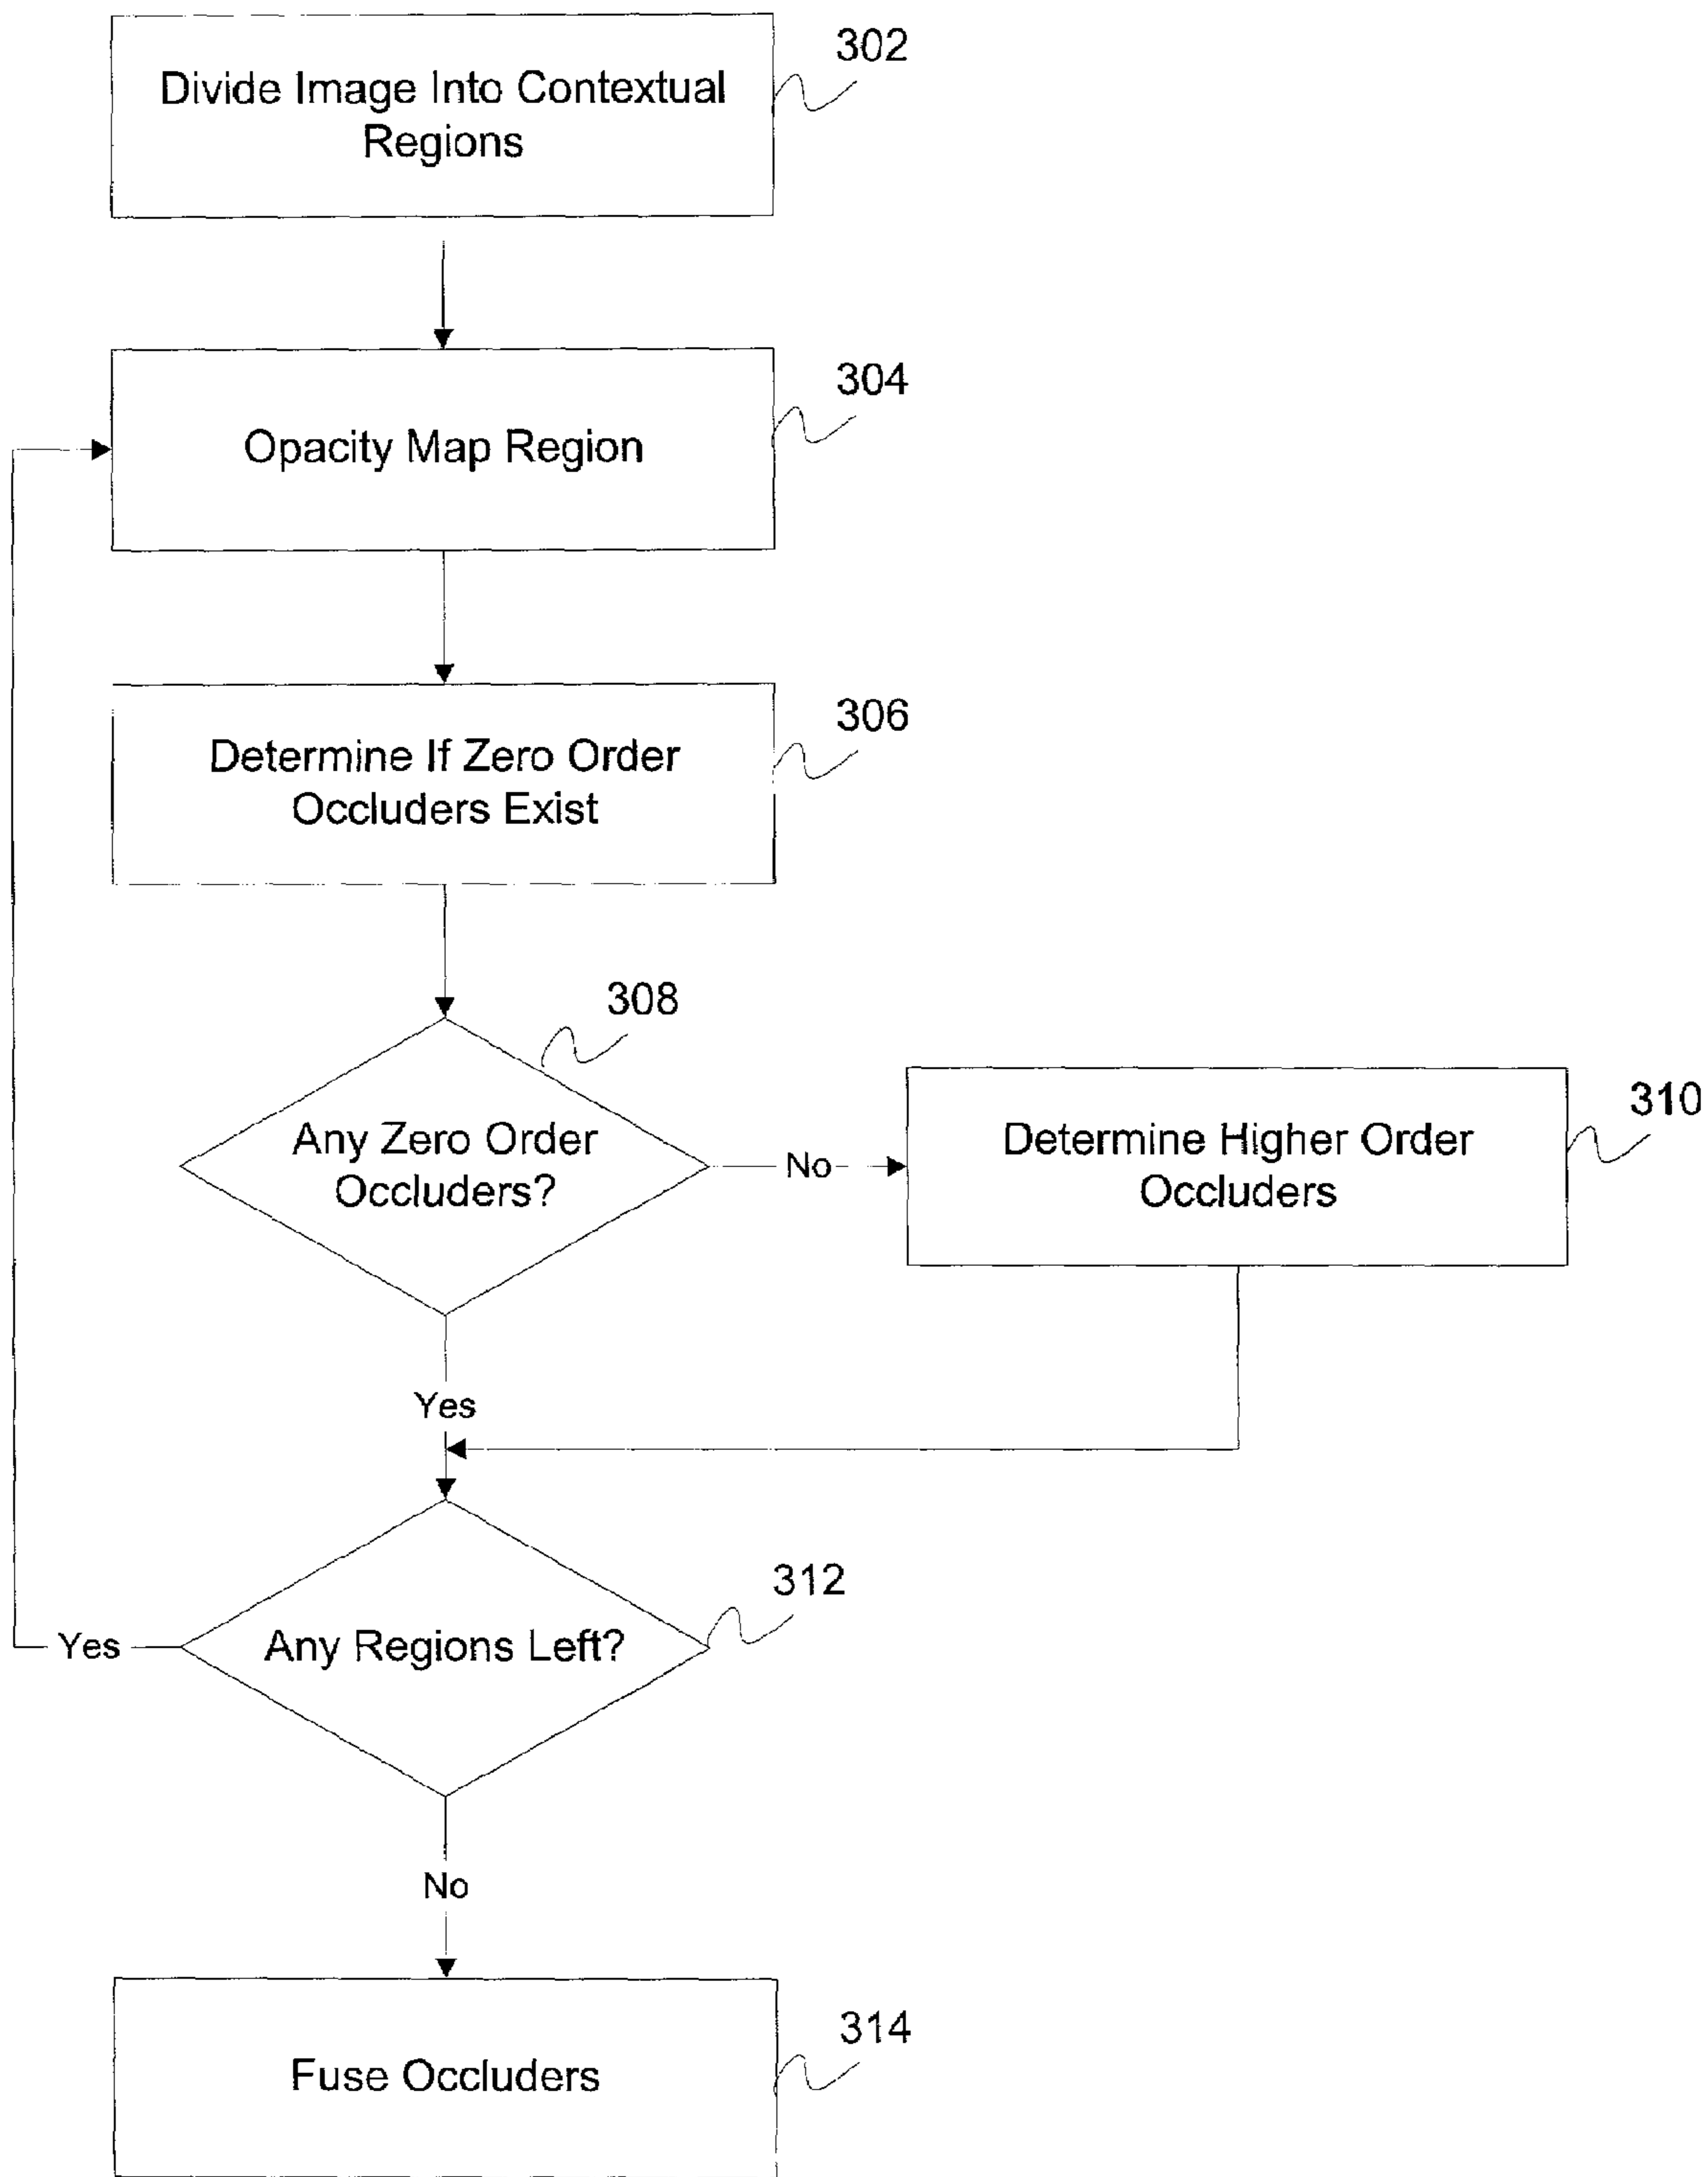 302
Divide Image Into Contextual
Regions
304
Opacity Map Region
306
Determine If Zero Order
Occluders Exist
308
Any Zero Order
Occluders?
No
310
Determine Higher Order
Occluders
Yes
312
Any Regions Left?
Yes
No
314
Fuse Occluders